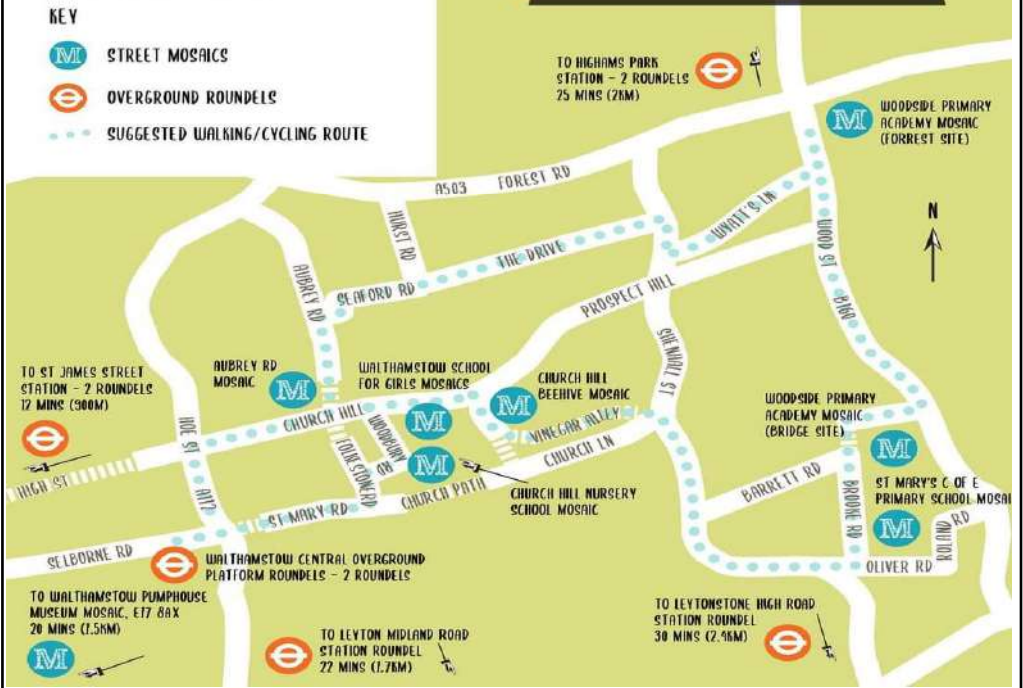 KEY
M STREET MOSAICS
OVERGROUND ROUNDELS
SUGGESTED WALKING/CYCLING ROUTE
TO HIGHAMS PARK
STATION - 2 ROUNDELS
25 MINS (2KM)
M
WOODSIDE PRIMARY
ACADEMY MOSAIC
(FORREST SITE)
A503 FOREST RD
HURST RD
WYATT'S LN
N
AUBREY RD
THE DRIVE
SEAFORD RD
WOOD ST
B160
PROSPECT HILL
SHERNHALL ST
TO ST JAMES STREET
STATION - 2 ROUNDELS
12 MINS (900M)
AUBREY RD
MOSAIC
M
WALTHAMSTOW SCHOOL
FOR GIRLS MOSAICS
M
CHURCH HILL
BEEHIVE MOSAIC
M
WOODSIDE PRIMARY
ACADEMY MOSAIC
(BRIDGE SITE)
M
HOE ST
A112
CHURCH HILL
WOODBURY RD
FOLKESTONE RD
VINEGAR ALLEY
CHURCH LN
M
CHURCH HILL NURSERY
SCHOOL MOSAIC
HIGH ST
ST MARY RD
CHURCH PATH
BARRETT RD
BROOKE RD
ST MARY'S C OF E
PRIMARY SCHOOL MOSAI
M
ROLAND RD
OLIVER RD
SELBORNE RD
WALTHAMSTOW CENTRAL OVERGROUND
PLATFORM ROUNDELS - 2 ROUNDELS
TO WALTHAMSTOW PUMPHOUSE
MUSEUM MOSAIC, E17 8AX
20 MINS (1.5KM)
M
TO LEYTON MIDLAND ROAD
STATION ROUNDEL
22 MINS (1.7KM)
TO LEYTONSTONE HIGH ROAD
STATION ROUNDEL
30 MINS (2.4KM)